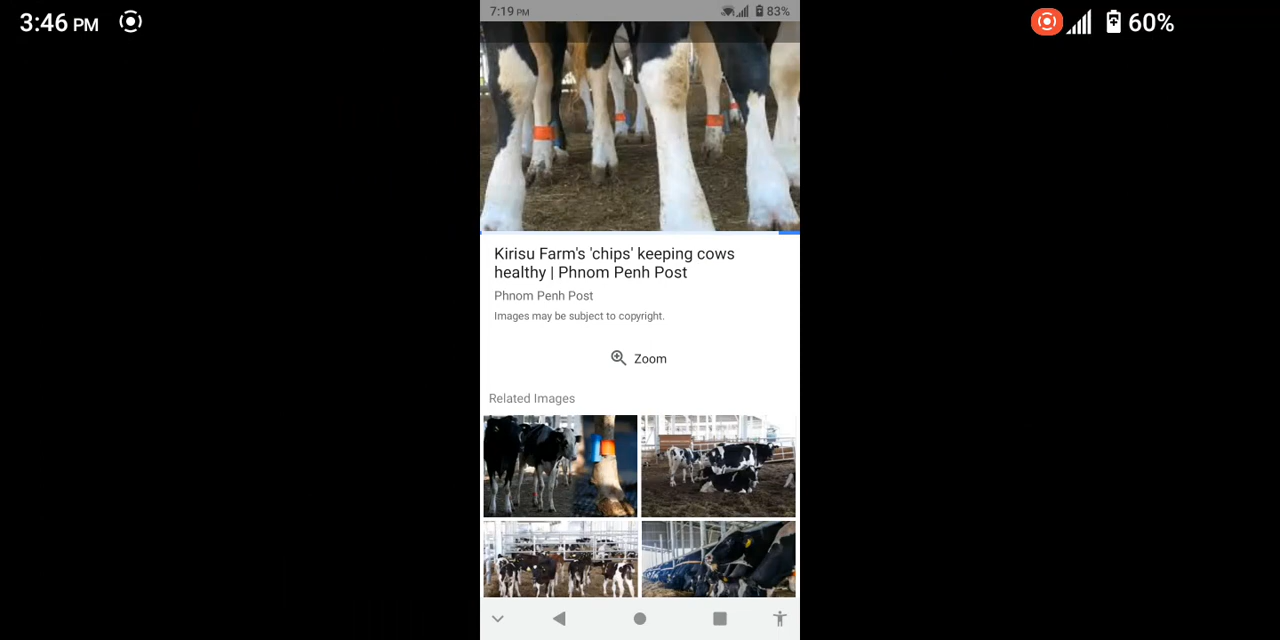 3:46 PM
60%
7:19 PM
83%
Kirisu Farm's 'chips' keeping cows
healthy | Phnom Penh Post
Phnom Penh Post
Images may be subject to copyright.
Zoom
Related Images